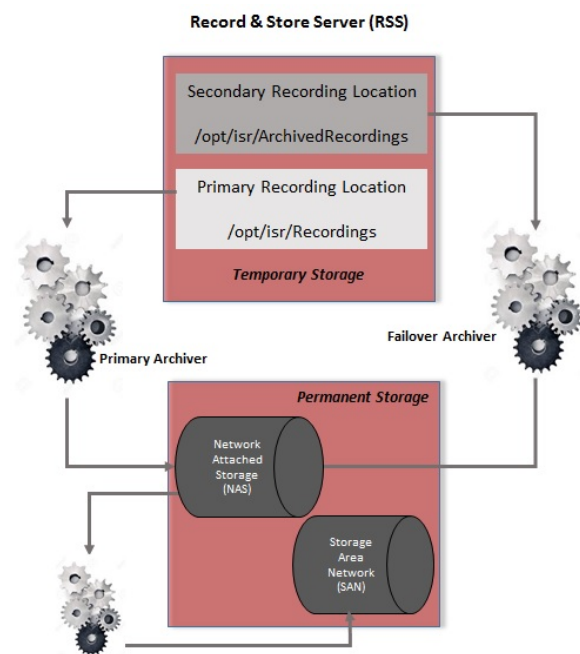 Record & Store Server (RSS)
Secondary Recording Location
/opt/isr/ArchivedRecordings
Primary Recording Location
/opt/isr/Recordings
Temporary Storage
Primary Archiver
Failover Archiver
Permanent Storage
Network
Attached
Storage
(NAS)
Storage
Area
Network
(SAN)